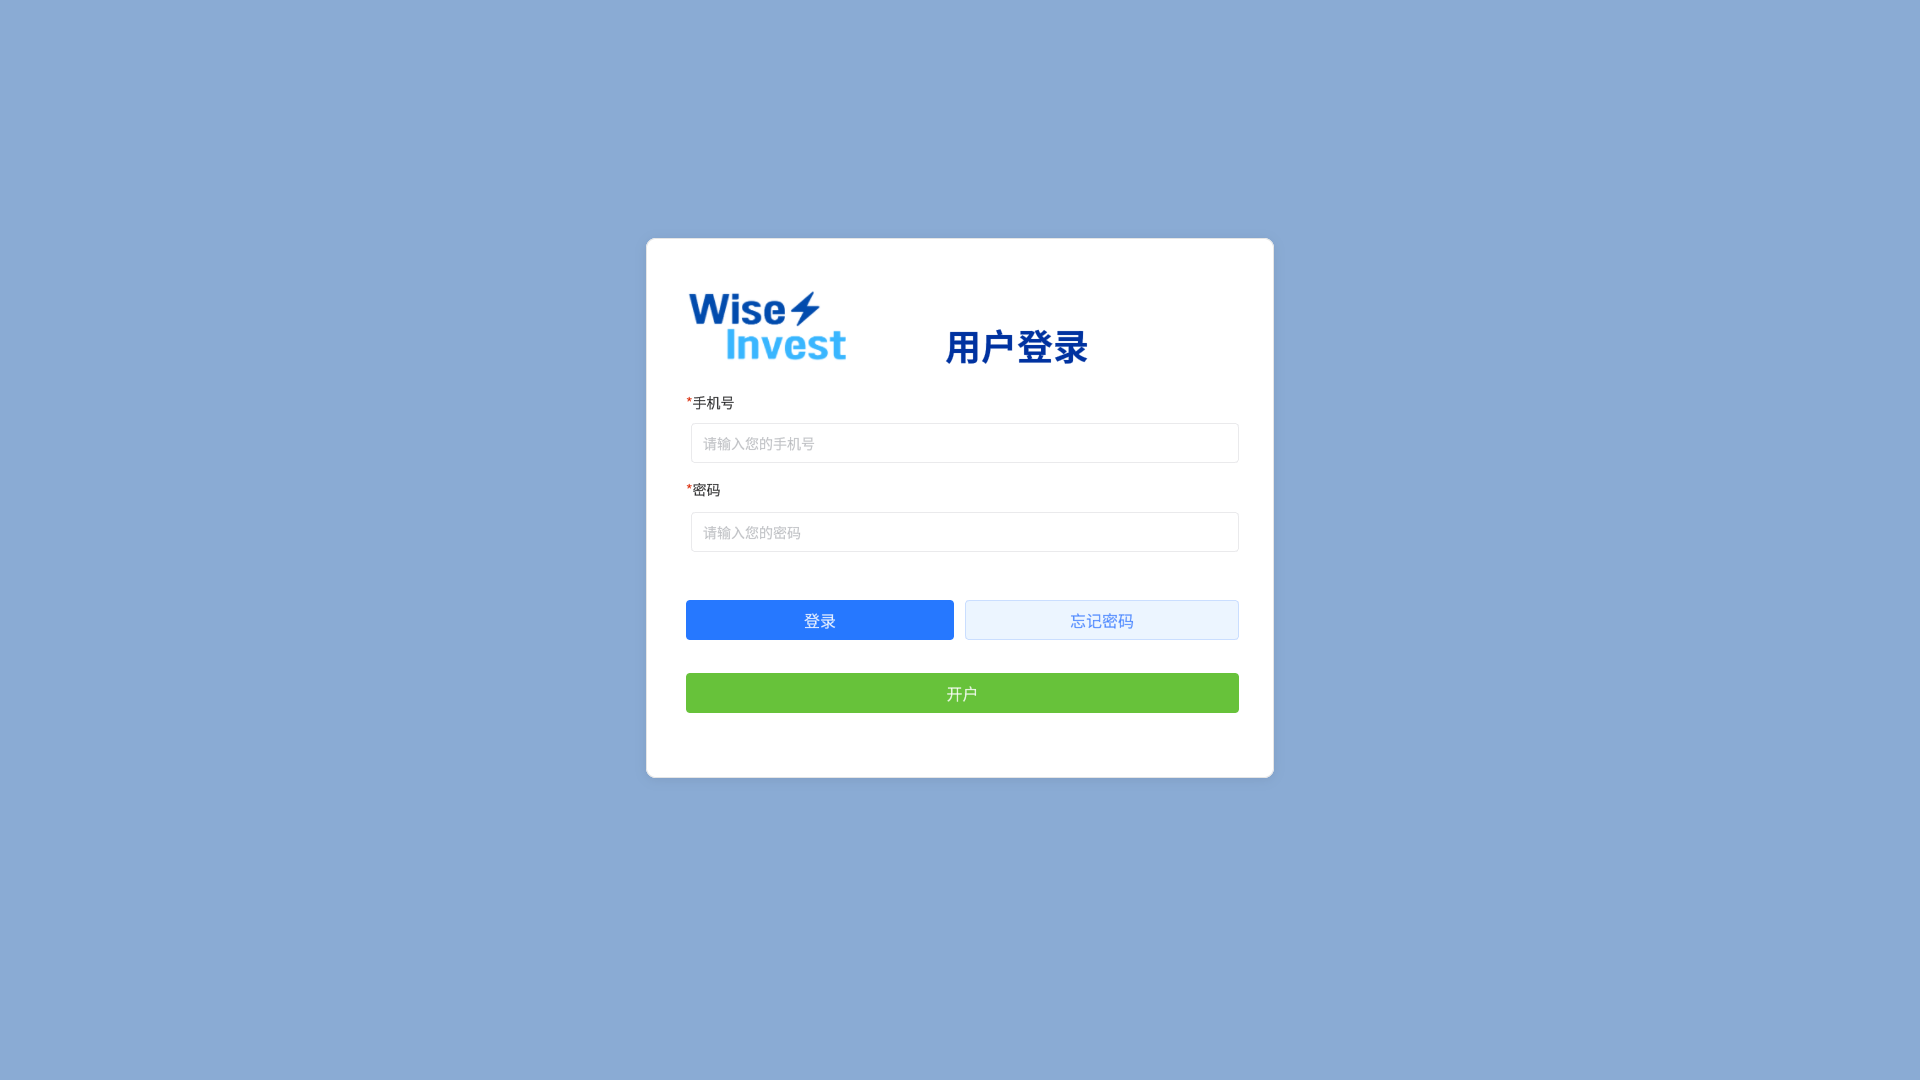 Wise
Invest
用户登录
*手机号
请输入您的手机号
*密码
请输入您的密码
登录
忘记密码
开户